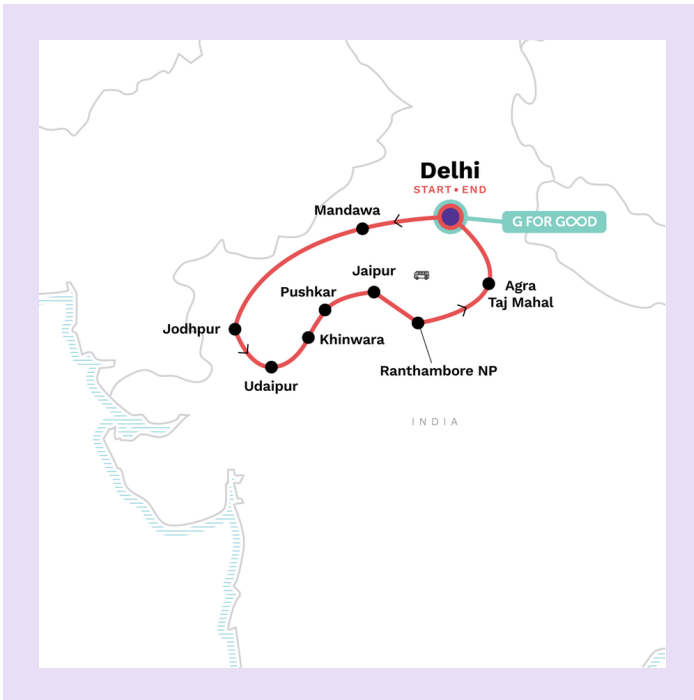 Delhi
START • END
G FOR GOOD
Mandawa
Jaipur
Pushkar
Agra
Taj Mahal
Jodhpur
Khinwara
Ranthambore NP
Udaipur
INDIA